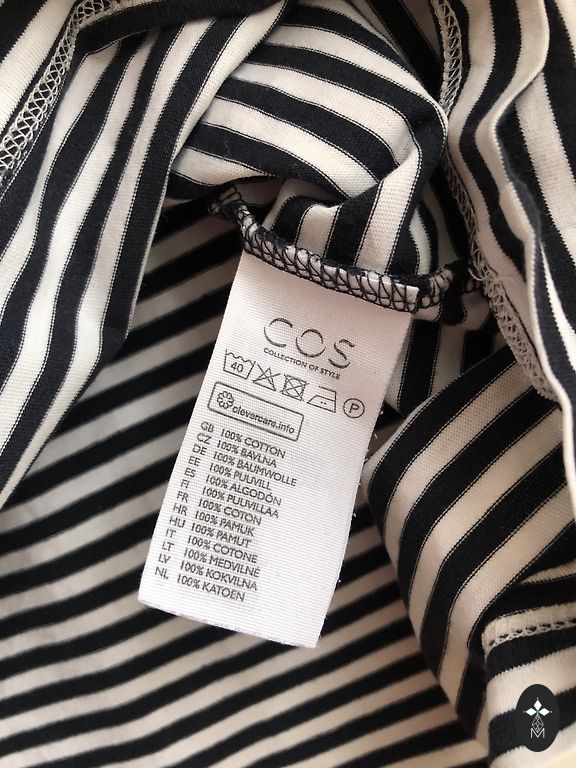 COS
COLLECTION OF STYLE
40 P
clevercare.info
GB 100% COTTON
CZ 100% BAVLNA
DE 100% BAUMWOLLE
EE 100% PUUVILL
ES 100% ALGODÓN
FI 100% PUUVILLAA
FR 100% COTON
HR 100% PAMUK
HU 100% PAMUT
IT 100% COTONE
LT 100% MEDVILNĖ
LV 100% KOKVILNA
NL 100% KATOEN
M